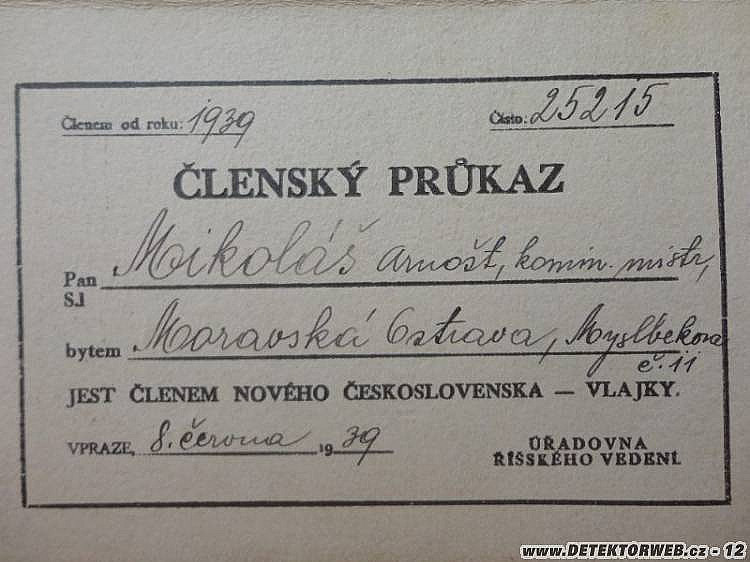 Členem od roku: 1939 Číslo: 25215
ČLENSKÝ PRŮKAZ
Pan Mikoláš Arnošt, komin. mistr,
Sl
bytem Moravská Ostrava, Myslbekova
č. 11
JEST ČLENEM NOVÉHO ČESKOSLOVENSKA — VLAJKY.
V PRAZE, 8. června 1939
ÚŘADOVNA
ŘÍŠSKÉHO VEDENÍ.
www.DETEKTORWEB.cz - 12